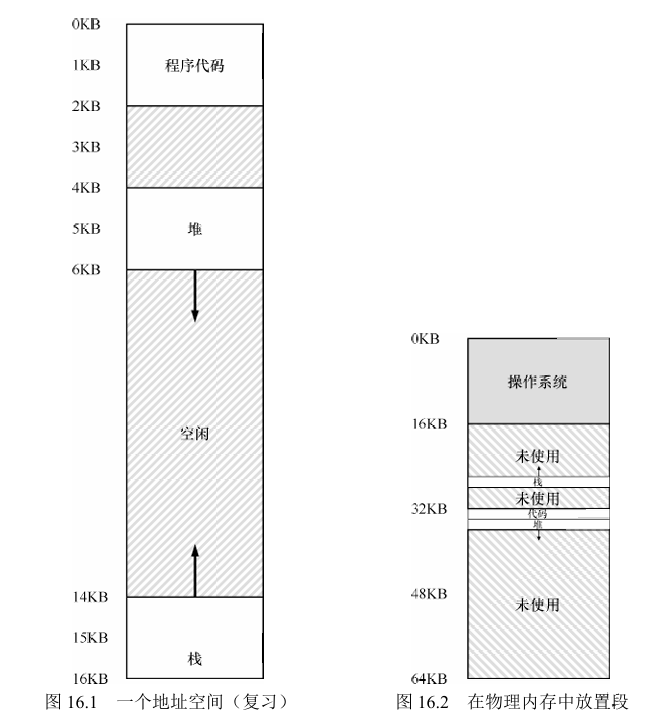 0KB
1KB
程序代码
2KB
3KB
4KB
5KB
堆
6KB
空闲
14KB
15KB
栈
16KB
图 16.1 一个地址空间（复习）
0KB
操作系统
16KB
未使用
栈
未使用
32KB
代码
堆
48KB
未使用
64KB
图 16.2 在物理内存中放置段